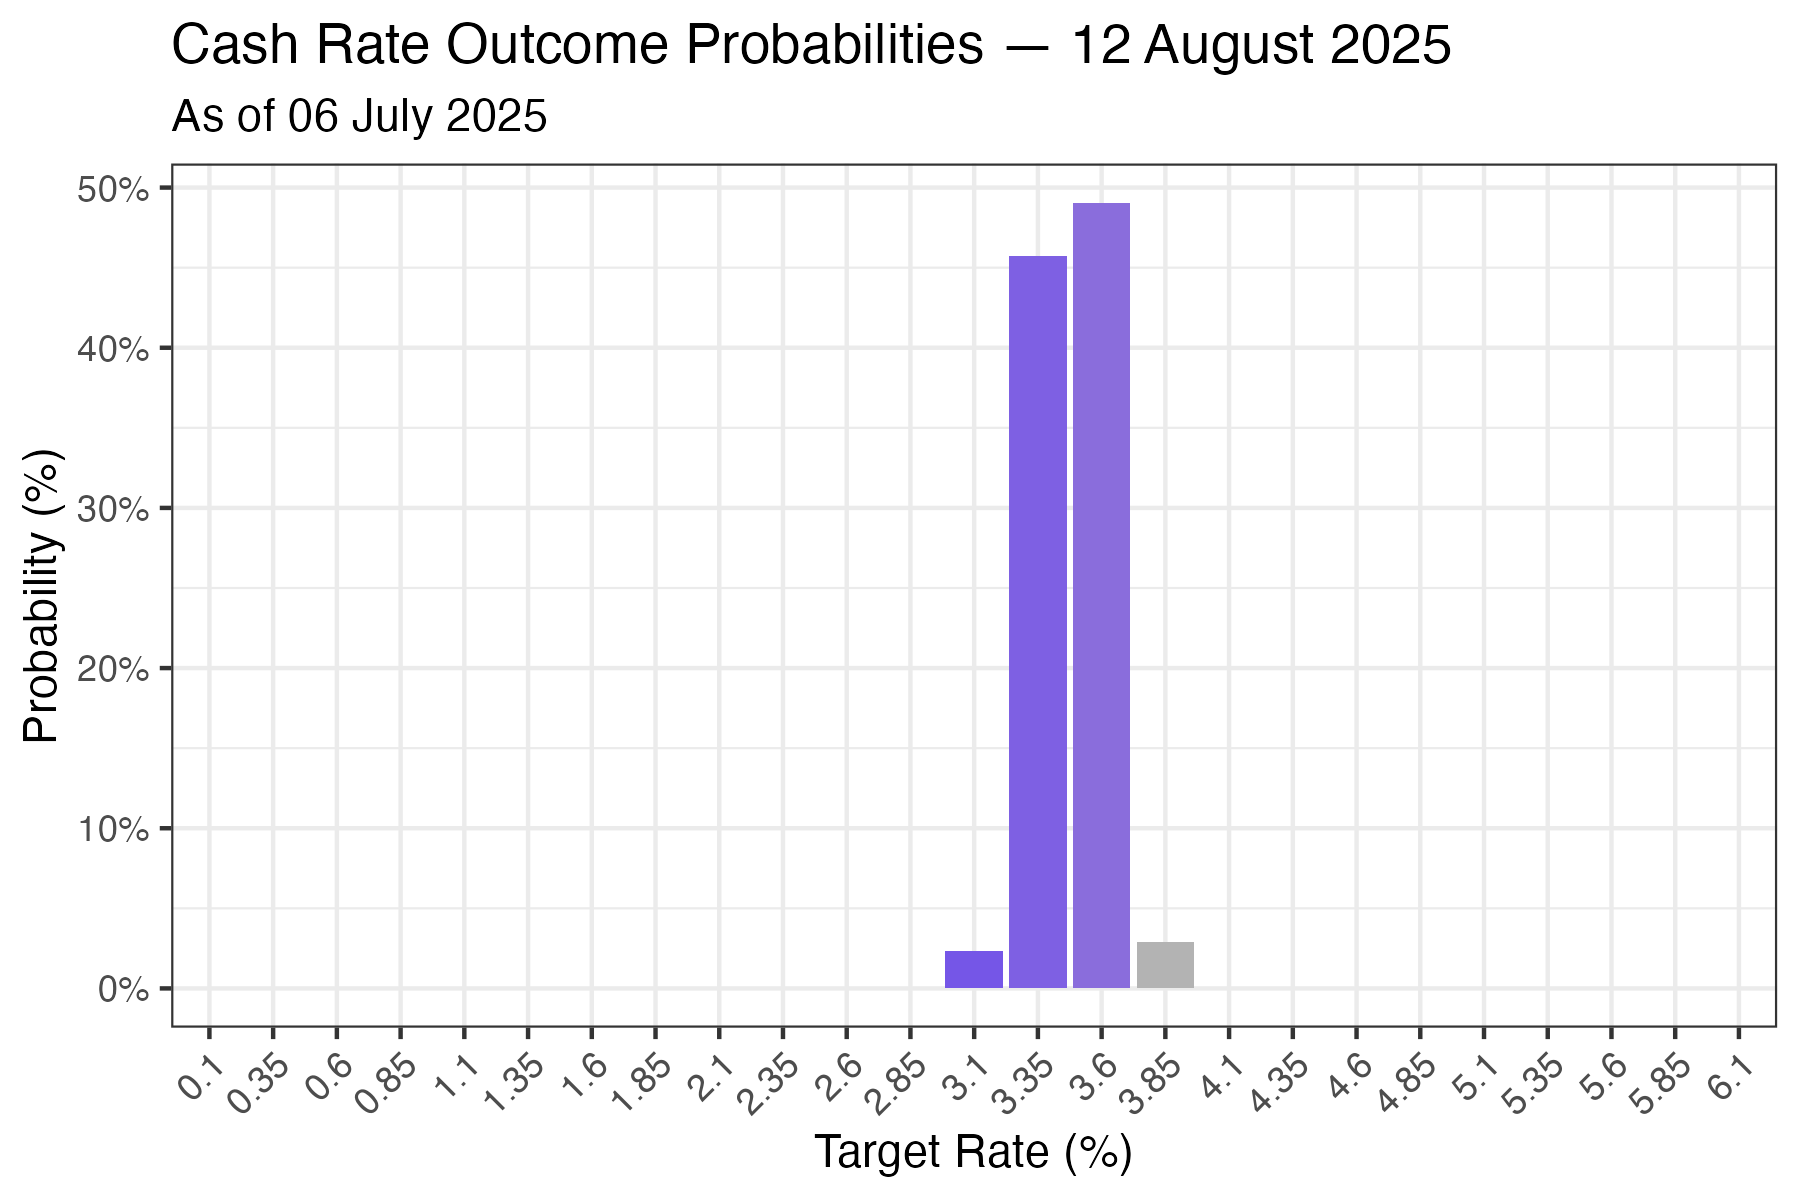 Cash Rate Outcome Probabilities — 12 August 2025
As of 06 July 2025
Probability (%)
50%
40%
30%
20%
10%
0%
0.1 0.35 0.6 0.85 1.1 1.35 1.6 1.85 2.1 2.35 2.6 2.85 3.1 3.35 3.6 3.85 4.1 4.35 4.6 4.85 5.1 5.35 5.6 5.85 6.1
Target Rate (%)